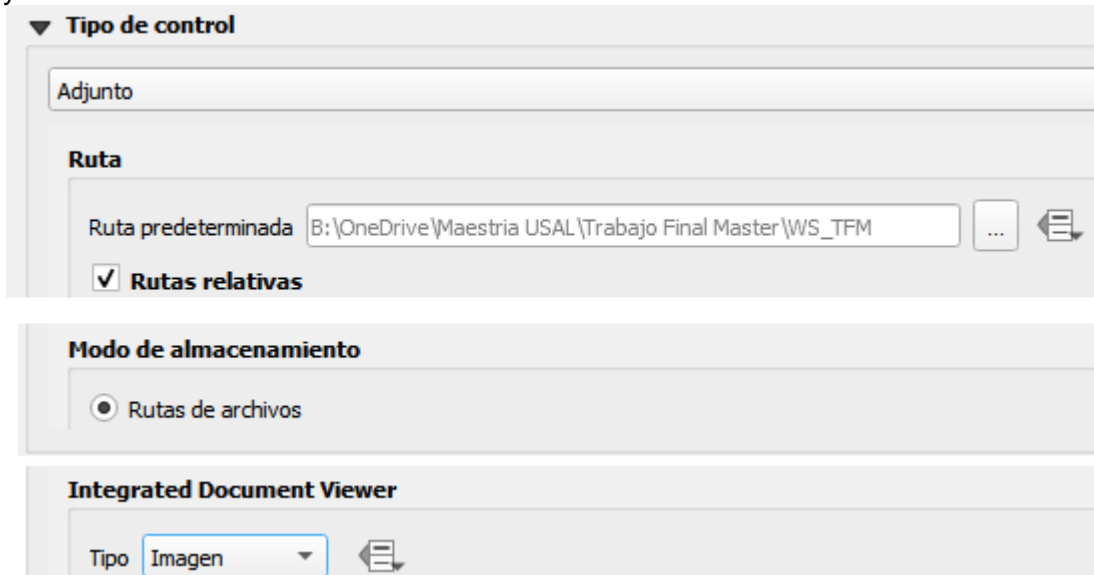 y
Tipo de control
Adjunto
Ruta
Ruta predeterminada B:\OneDrive\Maestria USAL\Trabajo Final Master\WS_TFM ...
Rutas relativas
Modo de almacenamiento
Rutas de archivos
Integrated Document Viewer
Tipo Imagen